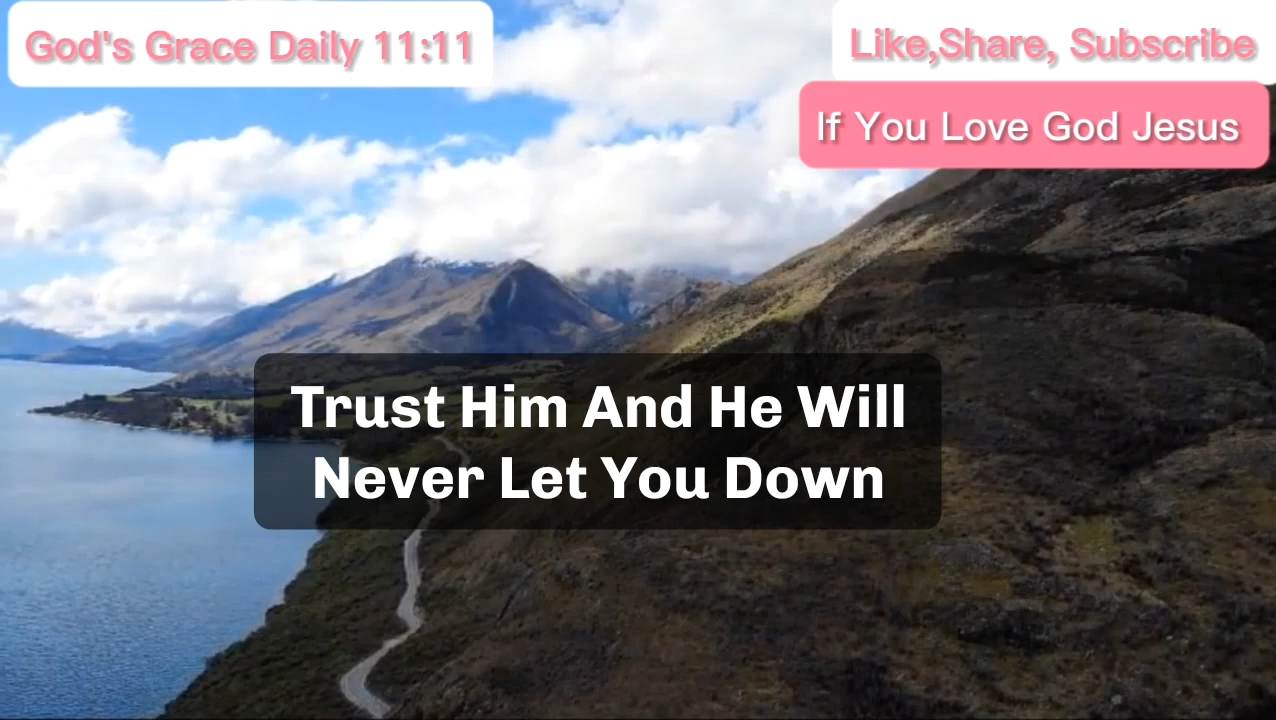 God's Grace Daily 11:11
Like,Share, Subscribe
If You Love God Jesus
Trust Him And He Will
Never Let You Down